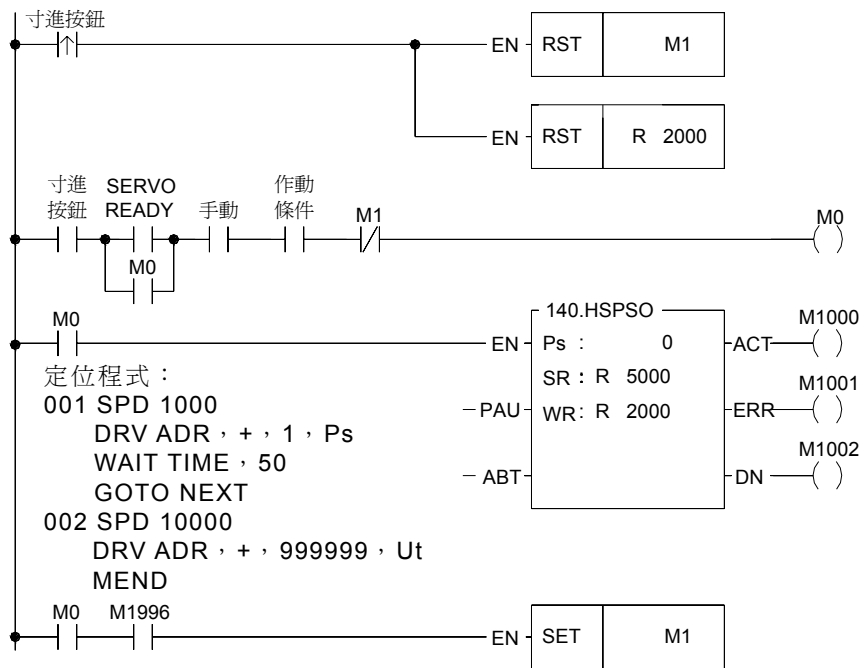 寸進按鈕
EN RST M1
EN RST R 2000
寸進 SERVO 作動
按鈕 READY 手動 條件 M1 M0
M0
M0 140.HSPSO M1000
EN Ps : 0 ACT
定位程式：
SR : R 5000 M1001
001 SPD 1000
PAU WR: R 2000 ERR
DRV ADR，+，1，Ps
M1002
WAIT TIME，50
ABT DN
GOTO NEXT
002 SPD 10000
DRV ADR，+，999999，Ut
MEND
M0 M1996
EN SET M1